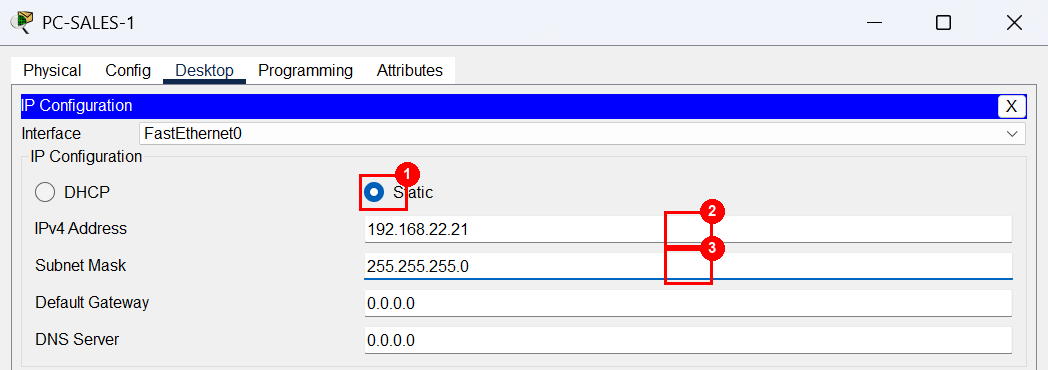 PC-SALES-1
Physical Config Desktop Programming Attributes
IP Configuration X
Interface FastEthernet0
IP Configuration
DHCP Static 1
IPv4 Address 192.168.22.21 2
Subnet Mask 255.255.255.0 3
Default Gateway 0.0.0.0
DNS Server 0.0.0.0